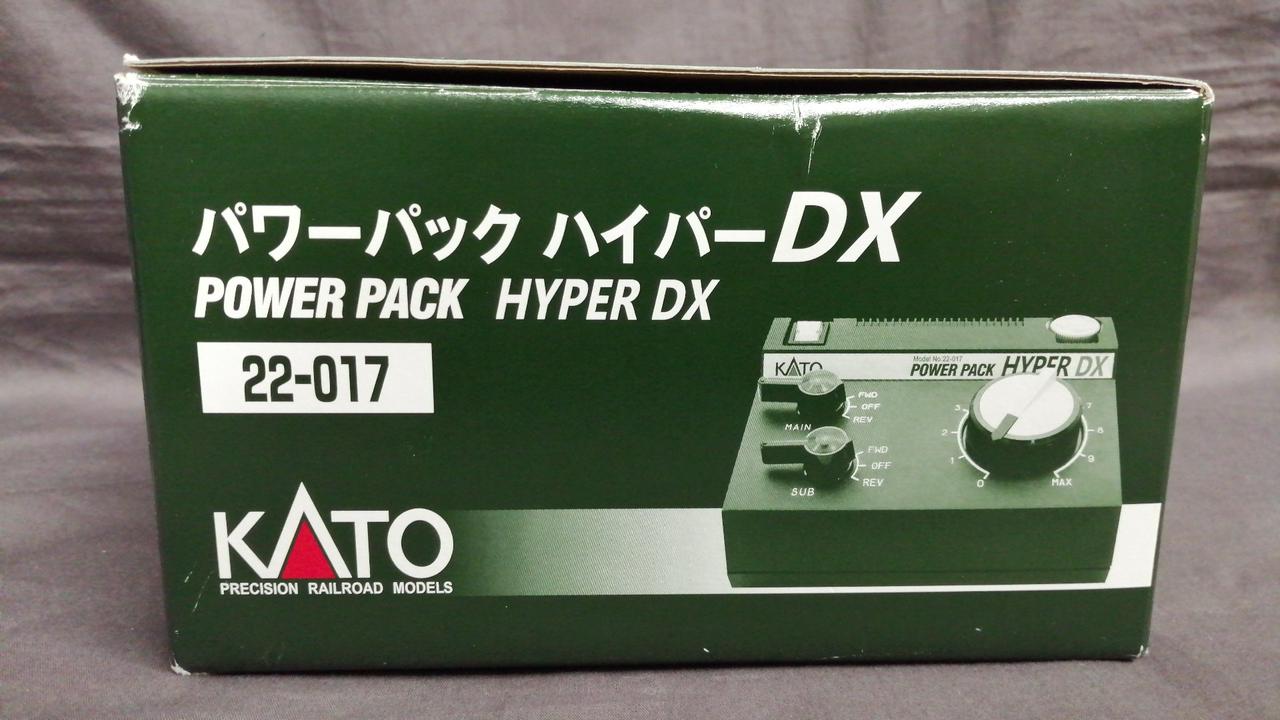 パワーパック ハイパーDX
POWER PACK HYPER DX
22-017
KATO
PRECISION RAILROAD MODELS
KATO
Model No.22-017
POWER PACK HYPER DX
FWD
OFF
REV
MAIN
FWD
OFF
REV
SUB
0
1
2
3
7
8
9
MAX